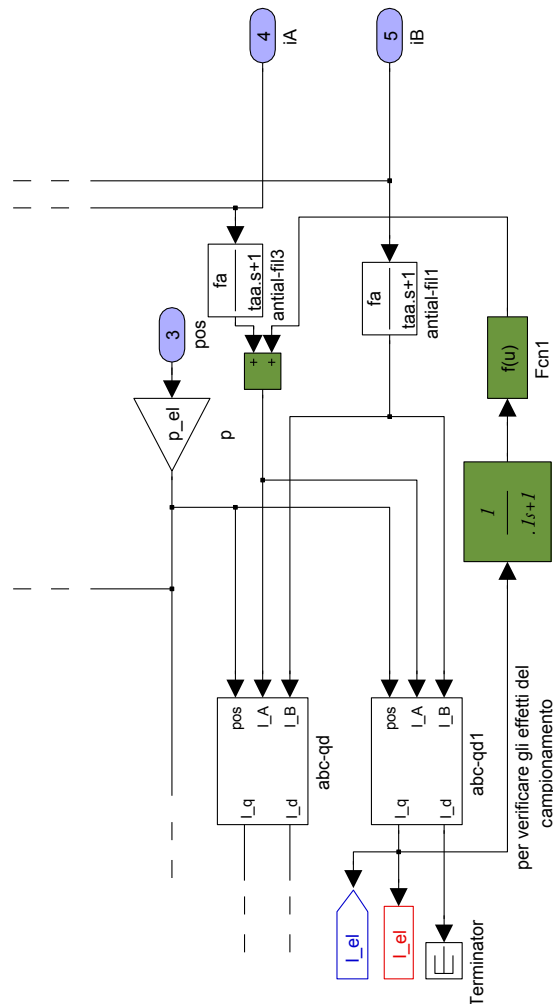 4
iA
5
iB
fa
taa.s+1
antial-fil3
fa
taa.s+1
antial-fil1
3
pos
p_el
p
+
+
f(u)
Fcn1
1
.1s+1
pos
I_A
I_B
I_q
I_d
abc-qd
pos
I_A
I_B
I_q
I_d
abc-qd1
per verificare gli effetti del
campionamento
I_el
I_el
Terminator